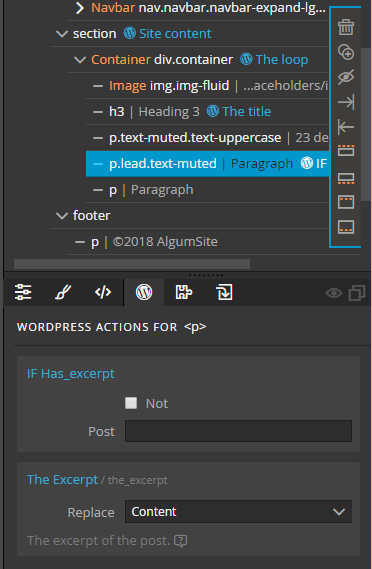 Navbar nav.navbar.navbar-expand-lg...
section Site content
Container div.container The loop
Image img.img-fluid | ...aceholders/i
h3 | Heading 3 The title
p.text-muted.text-uppercase | 23 de
p.lead.text-muted | Paragraph IF
p | Paragraph
footer
p | ©2018 AlgumSite
WORDPRESS ACTIONS FOR <p>
IF Has_excerpt
Not
Post
The Excerpt / the_excerpt
Replace Content
The excerpt of the post. ?